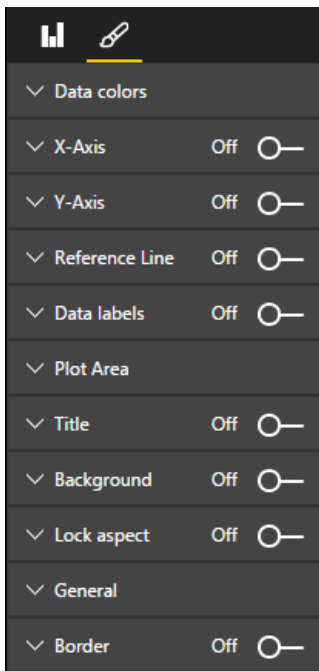 Data colors
X-Axis Off
Y-Axis Off
Reference Line Off
Data labels Off
Plot Area
Title Off
Background Off
Lock aspect Off
General
Border Off